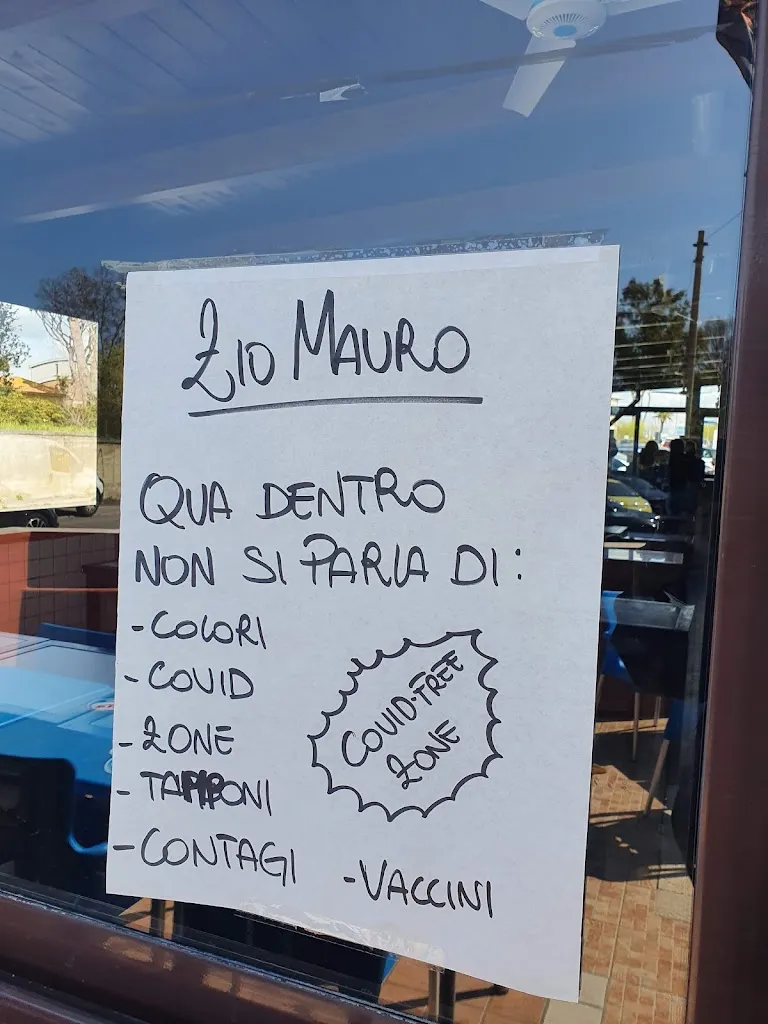 ZIO MAURO
QUA DENTRO
NON SI PARLA DI:
- COLORI
- COVID
- ZONE
- TAMPONI
- CONTAGI
- VACCINI
COVID-FREE
ZONE